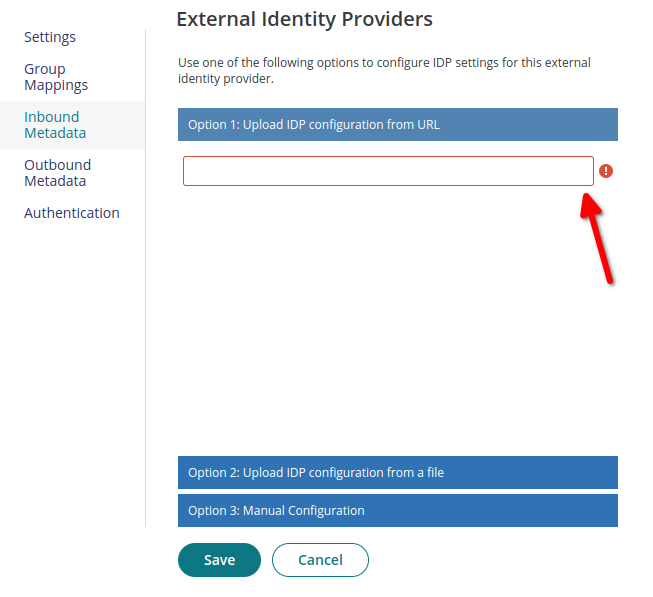 External Identity Providers
Settings
Group
Mappings
Inbound
Metadata
Outbound
Metadata
Authentication
Use one of the following options to configure IDP settings for this external
identity provider.
Option 1: Upload IDP configuration from URL
Option 2: Upload IDP configuration from a file
Option 3: Manual Configuration
Save
Cancel